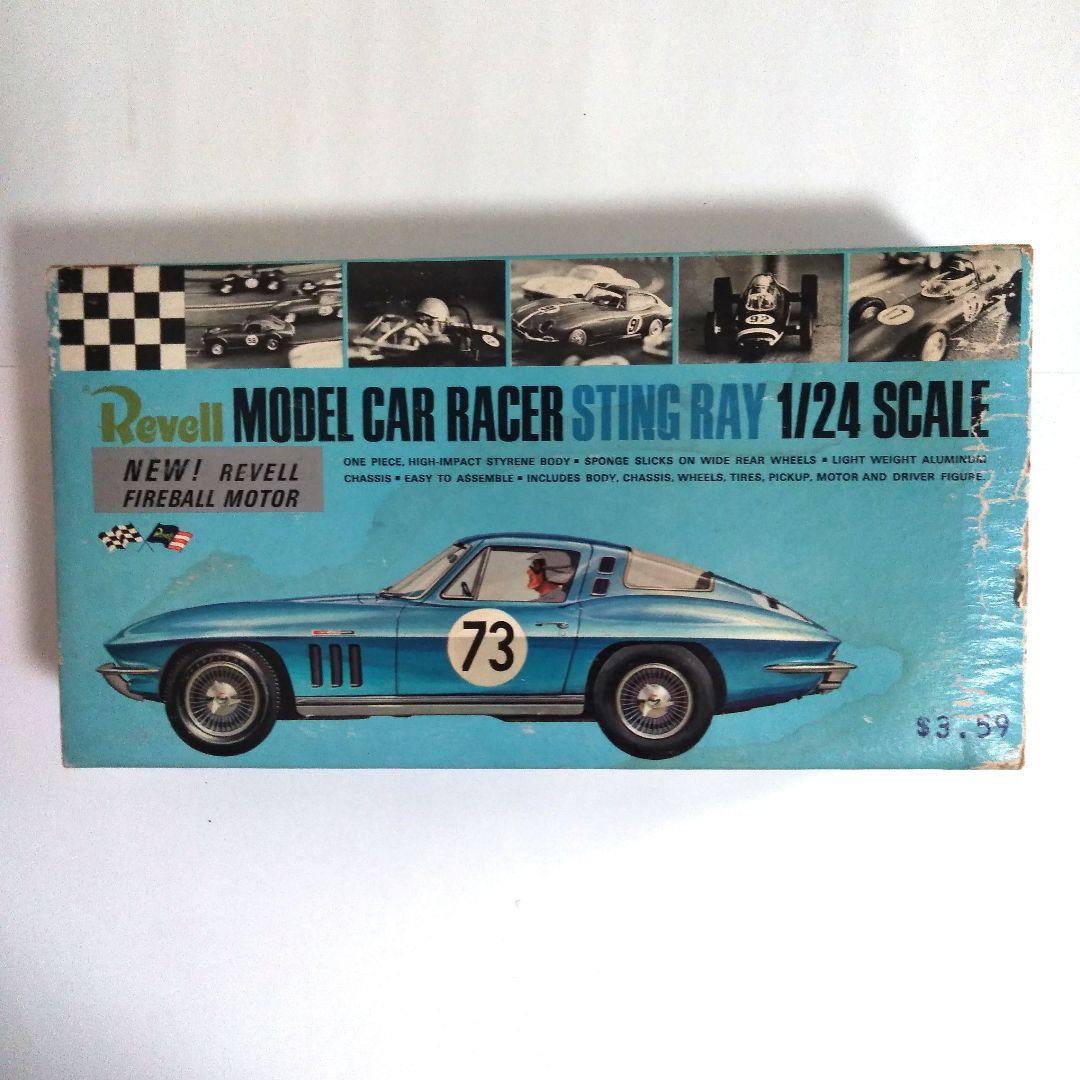 Revell MODEL CAR RACER STING RAY 1/24 SCALE
NEW! REVELL
FIREBALL MOTOR
ONE PIECE, HIGH-IMPACT STYRENE BODY ▪ SPONGE SLICKS ON WIDE REAR WHEELS ▪ LIGHT WEIGHT ALUMINUM
CHASSIS ▪ EASY TO ASSEMBLE ▪ INCLUDES BODY, CHASSIS, WHEELS, TIRES, PICKUP, MOTOR AND DRIVER FIGURE.
73
$3.59